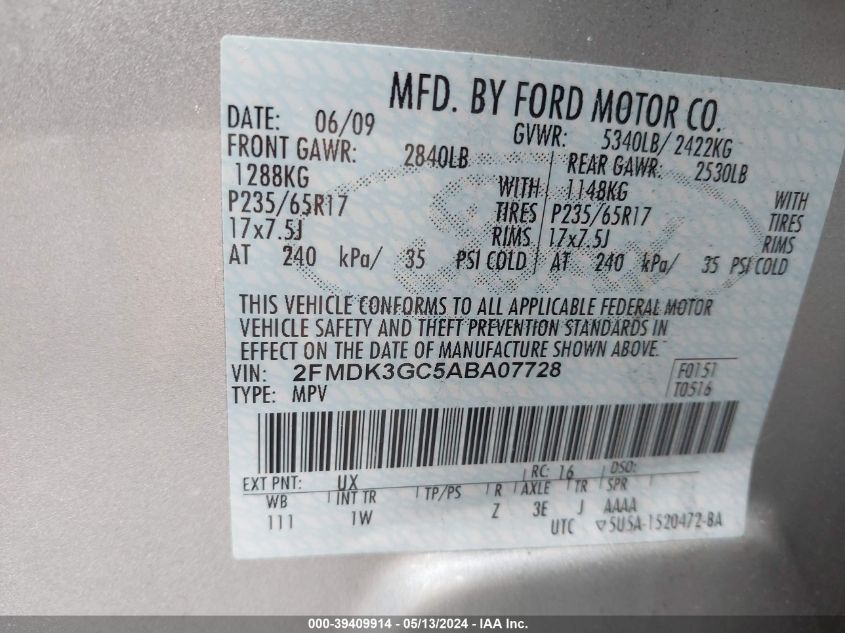 MFD. BY FORD MOTOR CO.
DATE: 06/09 GVWR: 5340LB/ 2422KG
FRONT GAWR: 2840LB REAR GAWR: 2530LB
1288KG WITH 1148KG WITH
P235/65R17 TIRES P235/65R17 TIRES
17x7.5J RIMS 17x7.5J RIMS
AT 240 kPa/ 35 PSI COLD AT 240 kPa/ 35 PSI COLD
THIS VEHICLE CONFORMS TO ALL APPLICABLE FEDERAL MOTOR
VEHICLE SAFETY AND THEFT PREVENTION STANDARDS IN
EFFECT ON THE DATE OF MANUFACTURE SHOWN ABOVE.
VIN: 2FMDK3GC5ABA07728 F0151
TYPE: MPV T0516
EXT PNT: UX RC: 16 DSO:
WB INT TR TP/PS R AXLE TR SPR
111 1W Z 3E J AAAA
UTC ▽5U5A-1520472-BA
000-39409914 - 05/13/2024 - IAA Inc.